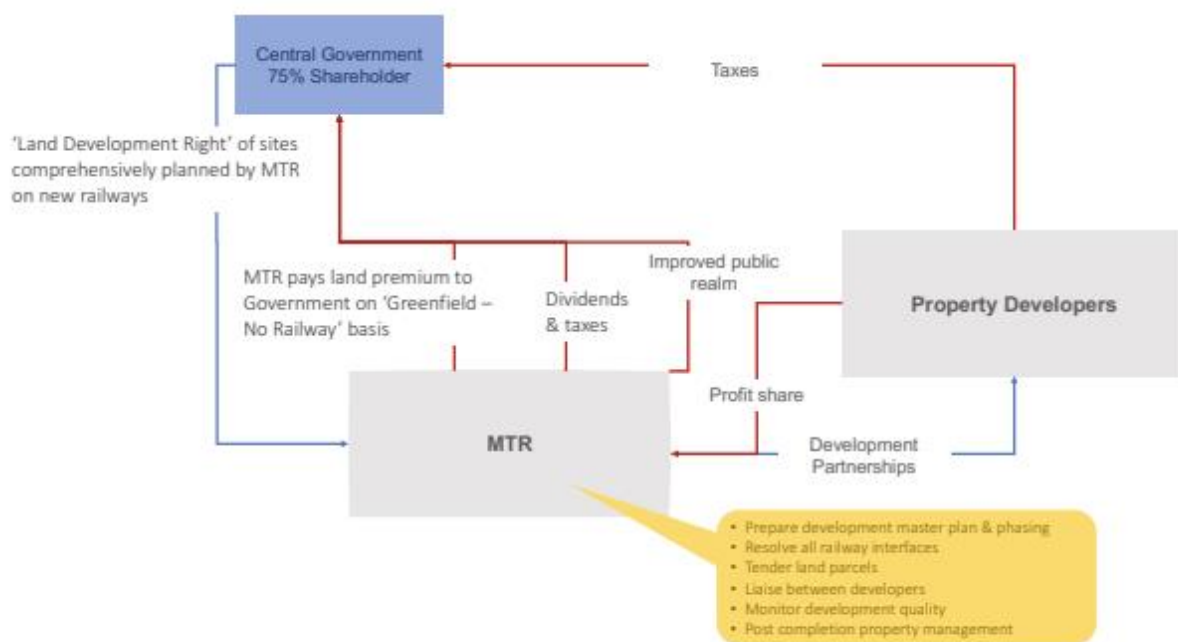 Central Government
75% Shareholder
Taxes
'Land Development Right' of sites
comprehensively planned by MTR
on new railways
MTR pays land premium to
Government on 'Greenfield –
No Railway' basis
Dividends
& taxes
Improved public
realm
Property Developers
Profit share
MTR
Development
Partnerships
• Prepare development master plan & phasing
• Resolve all railway interfaces
• Tender land parcels
• Liaise between developers
• Monitor development quality
• Post completion property management